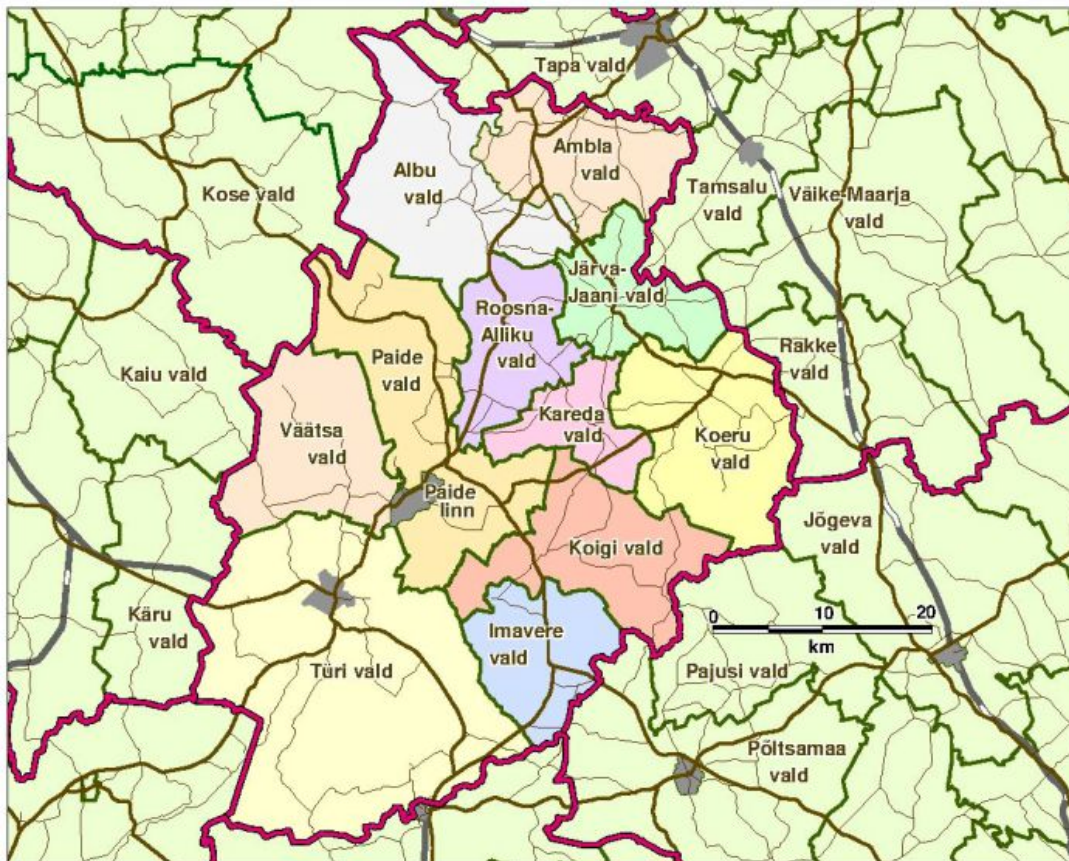 Tapa vald
Ambla
vald
Albu
vald
Kose vald
Tamsalu
vald
Väike-Maarja
vald
Järva-
Jaani vald
Roosna-
Alliku
vald
Paide
vald
Kaiu vald
Rakke
vald
Kareda
vald
Väätsa
vald
Koeru
vald
Paide
linn
Jõgeva
vald
Koigi vald
Käru
vald
0 10 20
km
Imavere
vald
Türi vald
Pajusi vald
Põltsamaa
vald